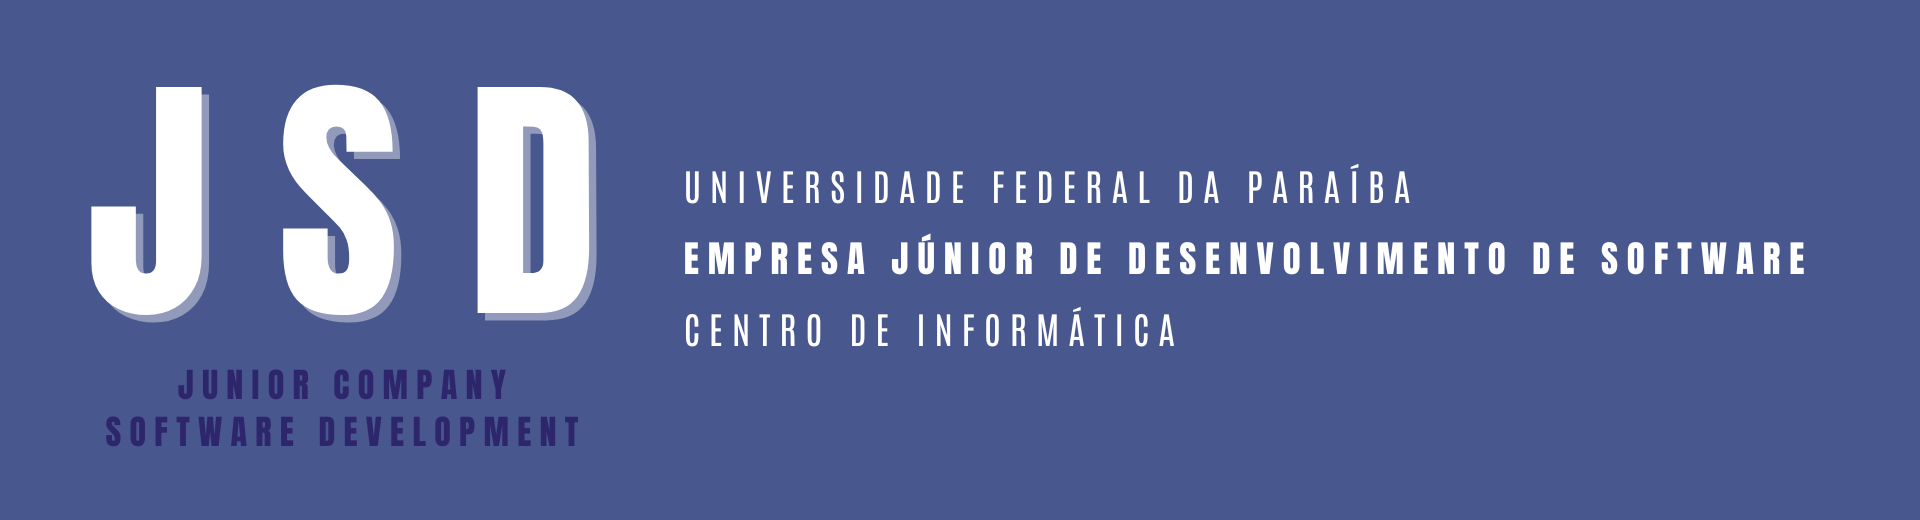 JSD
JUNIOR COMPANY
SOFTWARE DEVELOPMENT
UNIVERSIDADE FEDERAL DA PARAÍBA
EMPRESA JÚNIOR DE DESENVOLVIMENTO DE SOFTWARE
CENTRO DE INFORMÁTICA